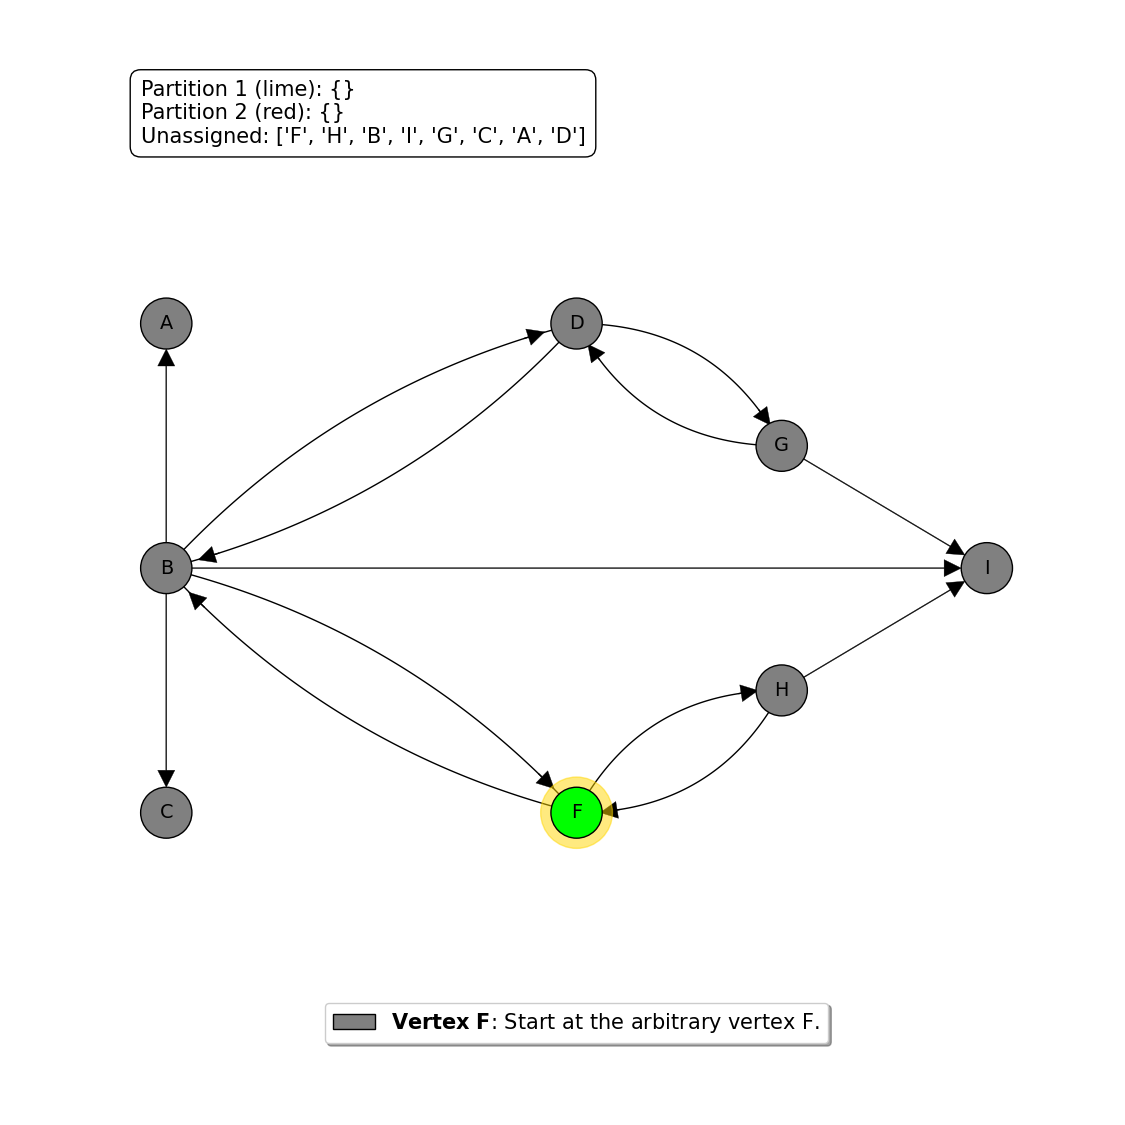 Partition 1 (lime): {}
Partition 2 (red): {}
Unassigned: ['F', 'H', 'B', 'I', 'G', 'C', 'A', 'D']
A
D
G
B
I
H
C
F
Vertex F: Start at the arbitrary vertex F.